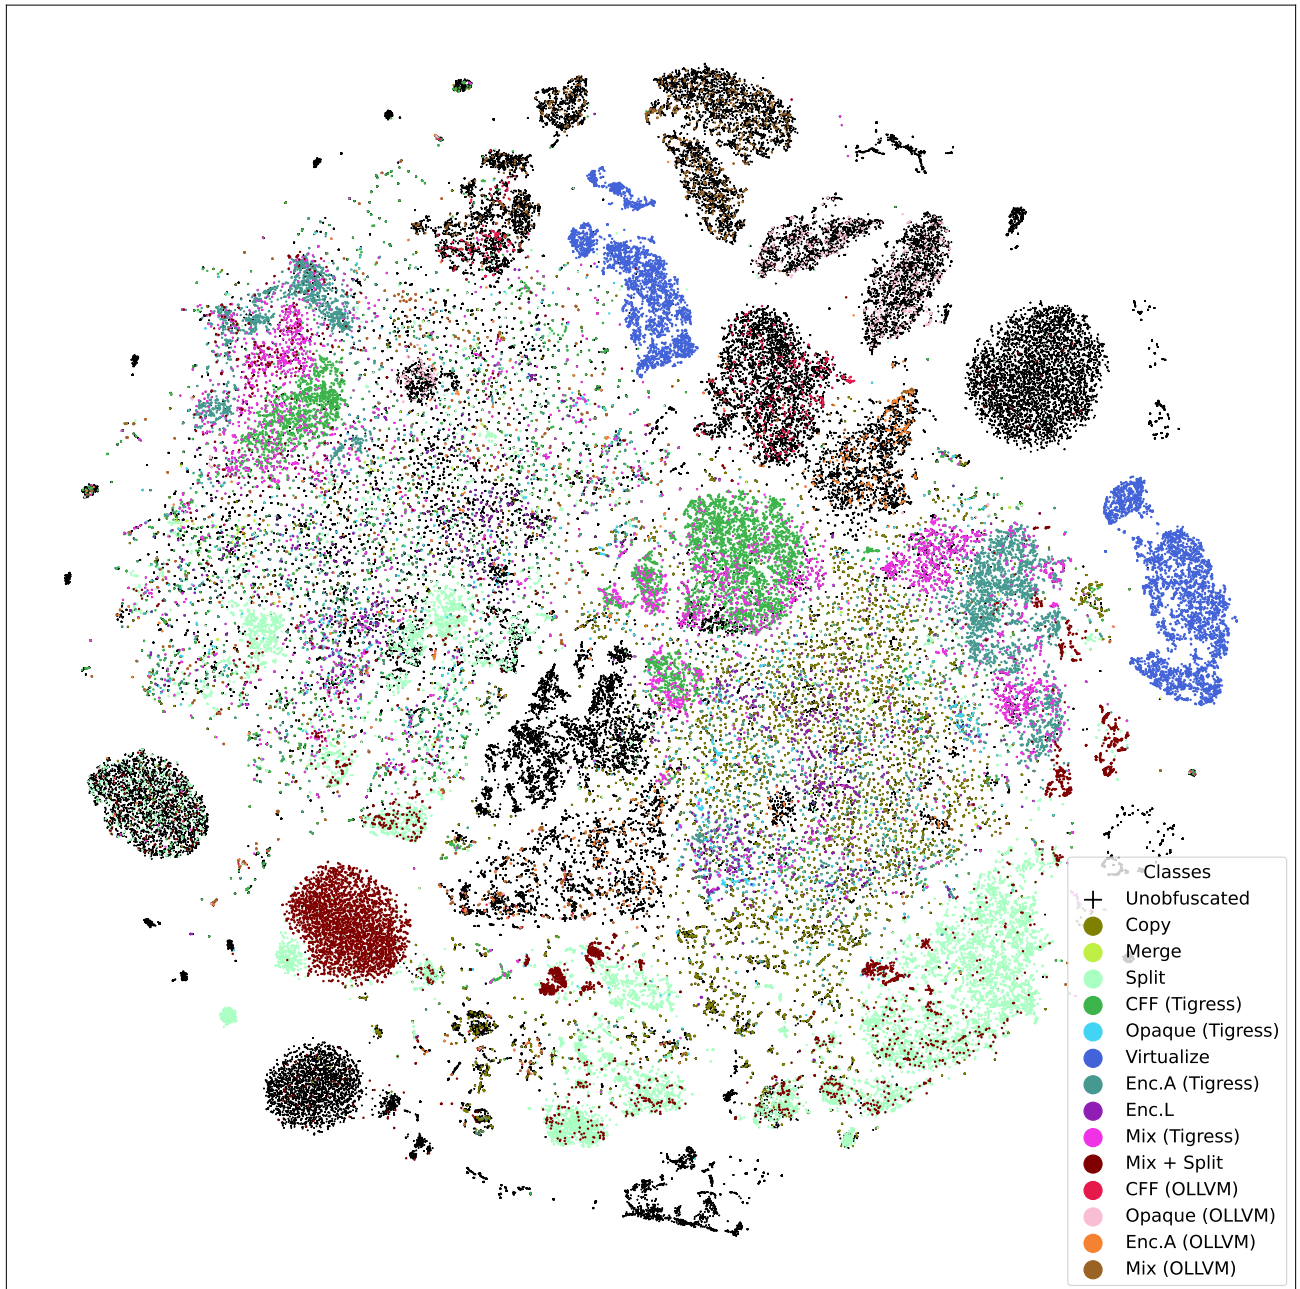 Classes
Unobfuscated
Copy
Merge
Split
CFF (Tigress)
Opaque (Tigress)
Virtualize
Enc.A (Tigress)
Enc.L
Mix (Tigress)
Mix + Split
CFF (OLLVM)
Opaque (OLLVM)
Enc.A (OLLVM)
Mix (OLLVM)